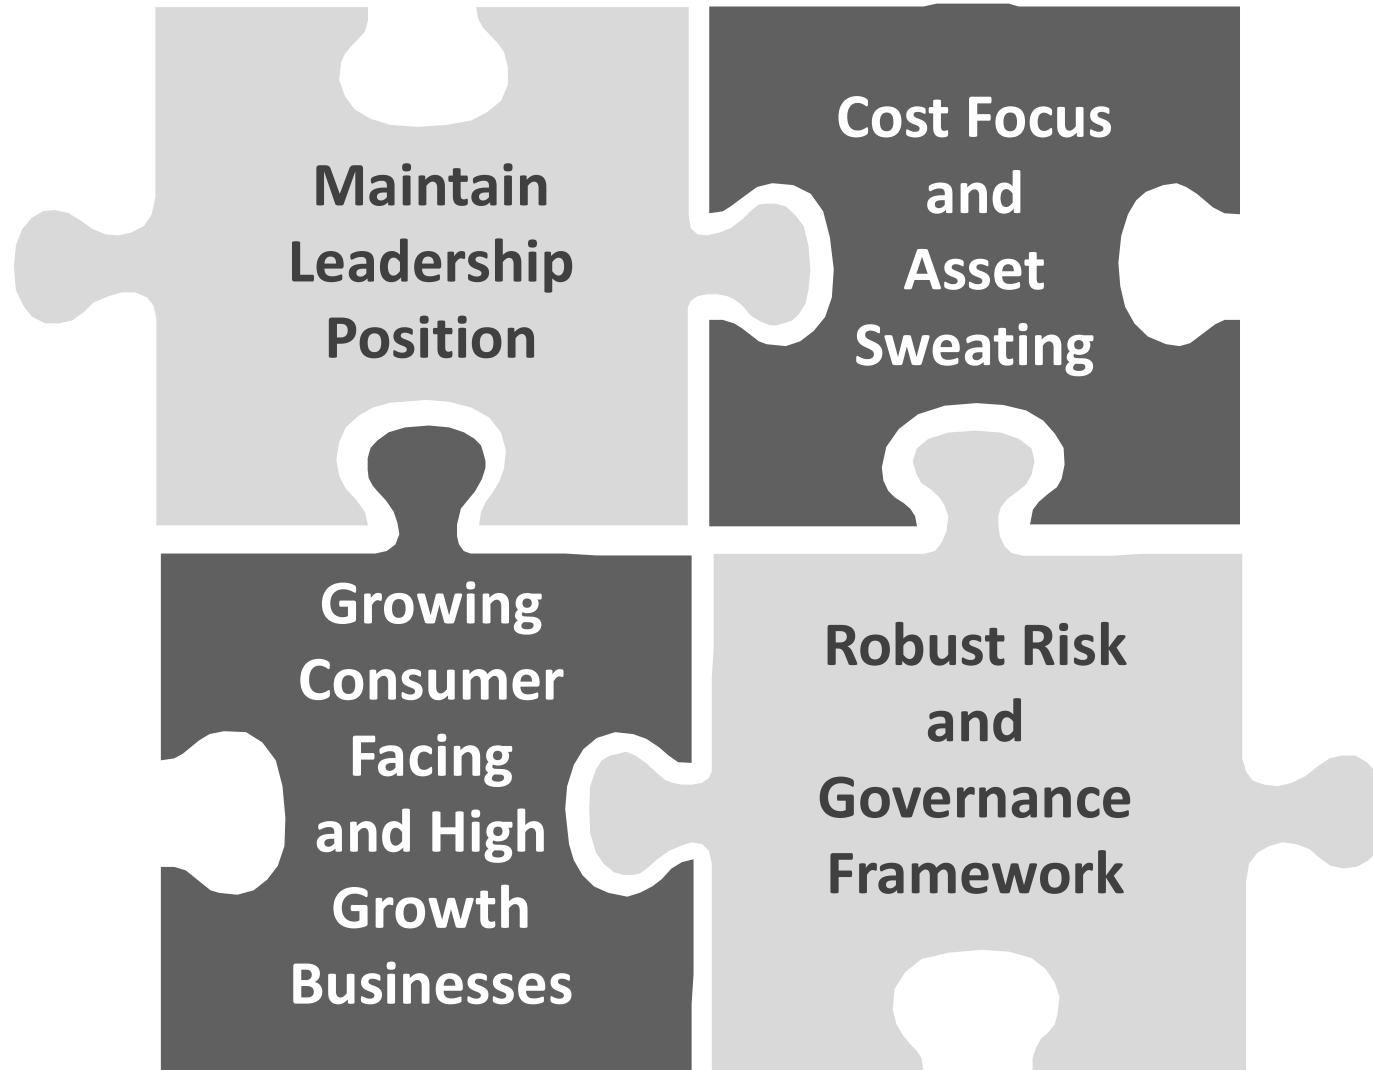 Maintain
Leadership
Position
Cost Focus
and
Asset
Sweating
Growing
Consumer
Facing
and High
Growth
Businesses
Robust Risk
and
Governance
Framework